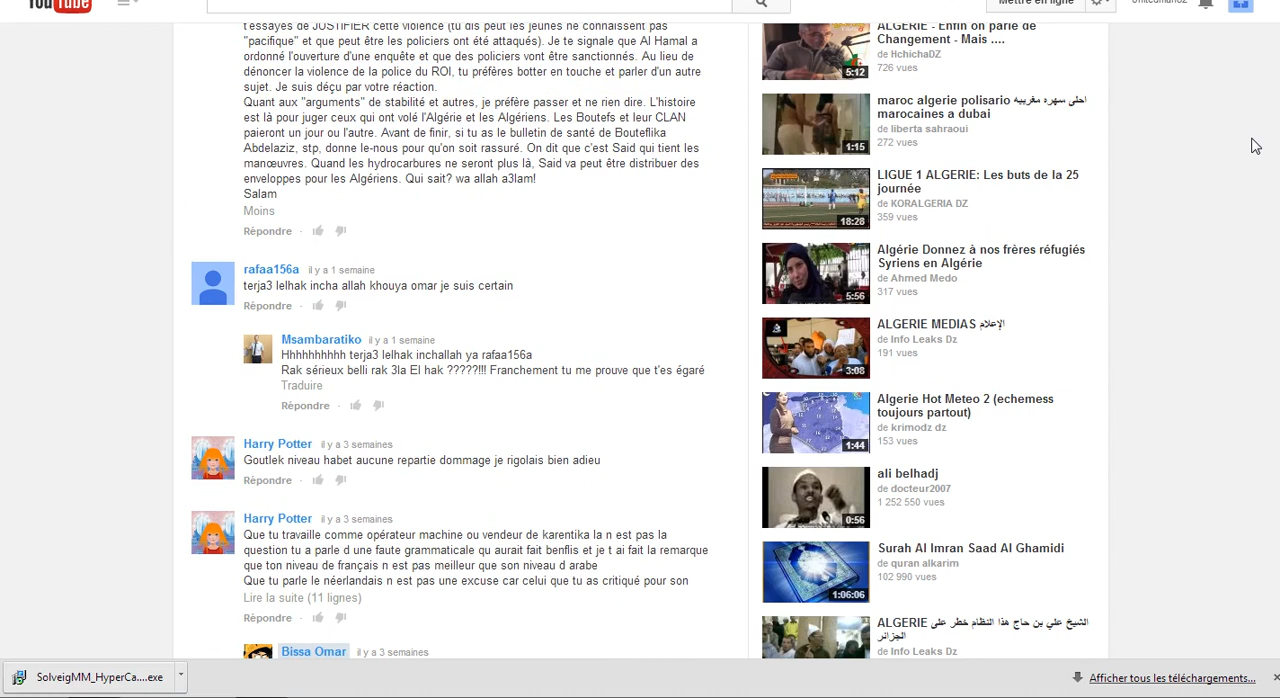 Mettre en ligne
t'essayes de JUSTIFIER cette violence (tu dis peut les jeunes ne connaissent pas
"pacifique" et que peut être les policiers ont été attaqués). Je te signale que Al Hamal a
ordonné l'ouverture d'une enquête et que des policiers vont être sanctionnés. Au lieu de
dénoncer la violence de la police du ROI, tu préfères botter en touche et parler d'un autre
sujet. Je suis déçu par votre réaction.
Quant aux "arguments" de stabilité et autres, je préfère passer et ne rien dire. L'histoire
est là pour juger ceux qui ont volé l'Algérie et les Algériens. Les Boutefs et leur CLAN
paieront un jour ou l'autre. Avant de finir, si tu as le bulletin de santé de Bouteflika
Abdelaziz, stp, donne le-nous pour qu'on soit rassuré. On dit que c'est Said qui tient les
manœuvres. Quand les hydrocarbures ne seront plus là, Said va peut être distribuer des
enveloppes pour les Algériens. Qui sait? wa allah a3lam!
Salam
Moins
Répondre ·
rafaa156a il y a 1 semaine
terja3 lelhak incha allah khouya omar je suis certain
Répondre ·
Msambaratiko il y a 1 semaine
Hhhhhhhhhh terja3 lelhak inchallah ya rafaa156a
Rak sérieux belli rak 3la El hak ?????!!! Franchement tu me prouve que t'es égaré
Traduire
Répondre ·
Harry Potter il y a 3 semaines
Goutlek niveau habet aucune repartie dommage je rigolais bien adieu
Répondre ·
Harry Potter il y a 3 semaines
Que tu travaille comme opérateur machine ou vendeur de karentika la n est pas la
question tu a parle d une faute grammaticale qu aurait fait benflis et je t ai fait la remarque
que ton niveau de français n est pas meilleur que son niveau d arabe
Que tu parle le néerlandais n est pas une excuse car celui que tu as critiqué pour son
Lire la suite (11 lignes)
Répondre ·
Bissa Omar il y a 3 semaines
ALGERIE - Enfin on parle de
Changement - Mais ....
de HchichaDZ
726 vues
5:12
maroc algerie polisario احلى سهره مغربيه
marocaines a dubai
de liberta sahraoui
272 vues
1:15
LIGUE 1 ALGERIE: Les buts de la 25
journée
de KORALGERIA DZ
359 vues
18:28
Algérie Donnez à nos frères réfugiés
Syriens en Algérie
de Ahmed Medo
317 vues
5:56
ALGERIE MEDIAS الإعلام
de Info Leaks Dz
191 vues
3:08
Algerie Hot Meteo 2 (echemess
toujours partout)
de krimodz dz
153 vues
1:44
ali belhadj
de docteur2007
1 252 550 vues
0:56
Surah Al Imran Saad Al Ghamidi
de quran alkarim
102 990 vues
1:06:06
ALGERIE الشيخ علي بن حاج هذا النظام خطر على
الجزائر
de Info Leaks Dz
SolveigMM_HyperCa....exe
Afficher tous les téléchargements...